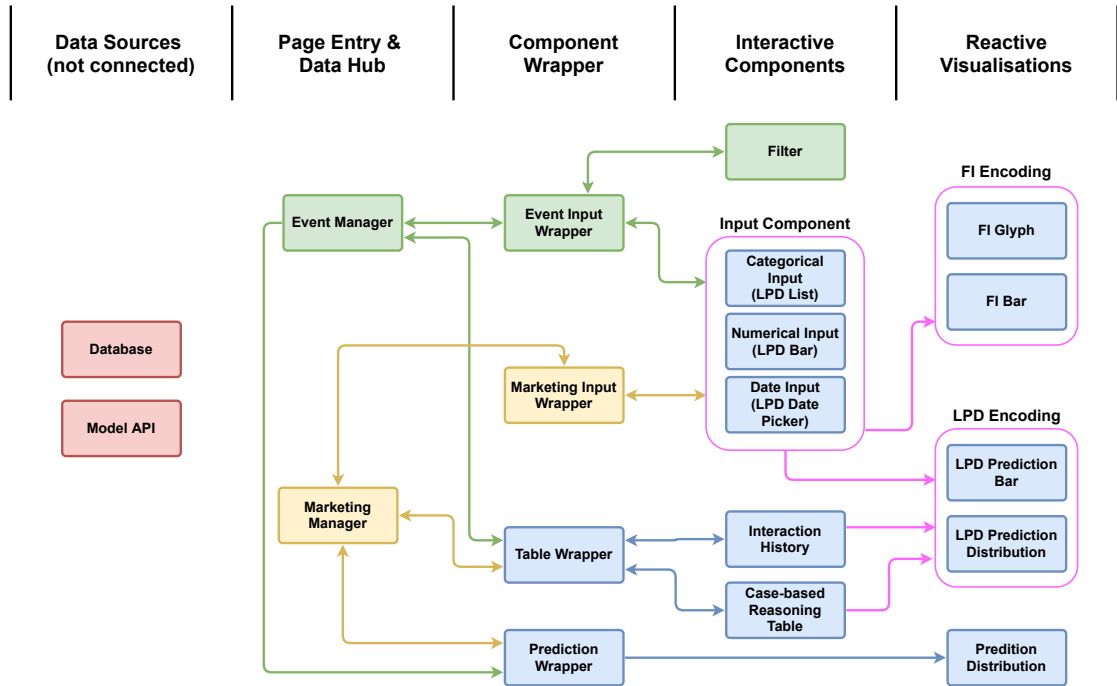 Data Sources
(not connected)
Page Entry &
Data Hub
Component
Wrapper
Interactive
Components
Reactive
Visualisations
Filter
FI Encoding
Event Manager
Event Input
Wrapper
Input Component
FI Glyph
Categorical
Input
(LPD List)
FI Bar
Database
Numerical Input
(LPD Bar)
Marketing Input
Wrapper
Date Input
(LPD Date
Picker)
Model API
LPD Encoding
LPD Prediction
Bar
Marketing
Manager
Table Wrapper
Interaction
History
LPD Prediction
Distribution
Case-based
Reasoning
Table
Prediction
Wrapper
Predition
Distribution